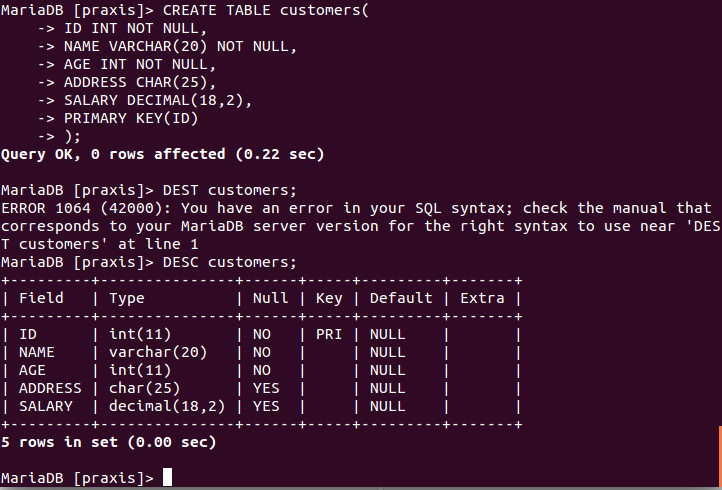 MariaDB [praxis]> CREATE TABLE customers(
    -> ID INT NOT NULL,
    -> NAME VARCHAR(20) NOT NULL,
    -> AGE INT NOT NULL,
    -> ADDRESS CHAR(25),
    -> SALARY DECIMAL(18,2),
    -> PRIMARY KEY(ID)
    -> );
Query OK, 0 rows affected (0.22 sec)

MariaDB [praxis]> DEST customers;
ERROR 1064 (42000): You have an error in your SQL syntax; check the manual that
corresponds to your MariaDB server version for the right syntax to use near 'DES
T customers' at line 1
MariaDB [praxis]> DESC customers;
+---------+---------------+------+-----+---------+-------+
| Field   | Type          | Null | Key | Default | Extra |
+---------+---------------+------+-----+---------+-------+
| ID      | int(11)       | NO   | PRI | NULL    |       |
| NAME    | varchar(20)   | NO   |     | NULL    |       |
| AGE     | int(11)       | NO   |     | NULL    |       |
| ADDRESS | char(25)      | YES  |     | NULL    |       |
| SALARY  | decimal(18,2) | YES  |     | NULL    |       |
+---------+---------------+------+-----+---------+-------+
5 rows in set (0.00 sec)

MariaDB [praxis]>